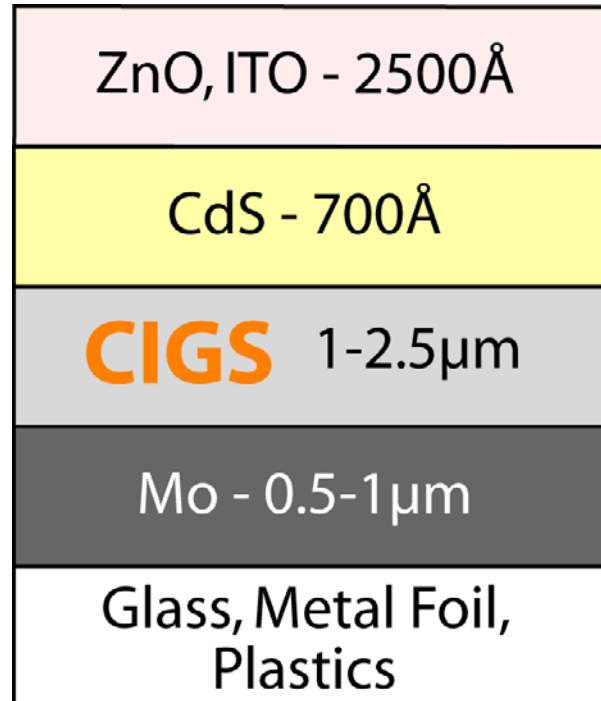 ZnO, ITO - 2500Å
CdS - 700Å
CIGS 1-2.5µm
Mo - 0.5-1µm
Glass, Metal Foil,
Plastics